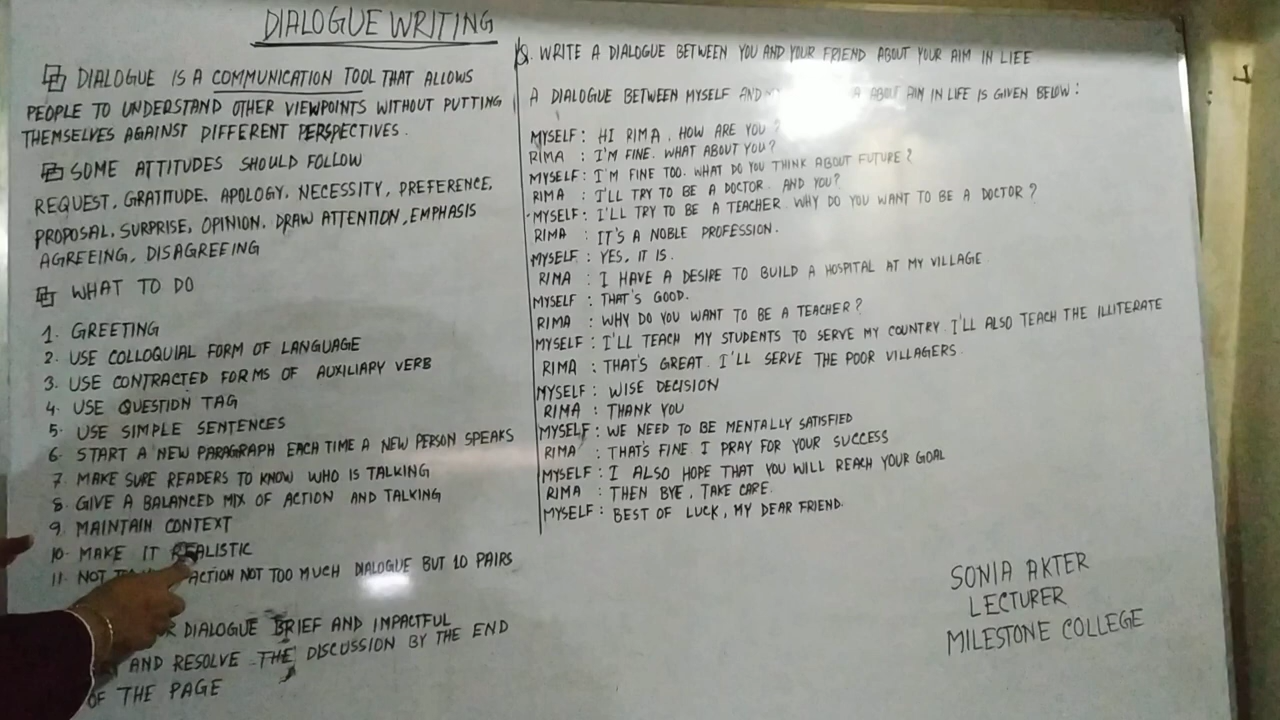 DIALOGUE WRITING
DIALOGUE IS A COMMUNICATION TOOL THAT ALLOWS
PEOPLE TO UNDERSTAND OTHER VIEWPOINTS WITHOUT PUTTING
THEMSELVES AGAINST DIFFERENT PERSPECTIVES.
SOME ATTITUDES SHOULD FOLLOW
REQUEST, GRATITUDE, APOLOGY, NECESSITY, PREFERENCE,
PROPOSAL, SURPRISE, OPINION, DRAW ATTENTION, EMPHASIS
AGREEING, DISAGREEING
WHAT TO DO
1. GREETING
2. USE COLLOQUIAL FORM OF LANGUAGE
3. USE CONTRACTED FORMS OF AUXILIARY VERB
4. USE QUESTION TAG
5. USE SIMPLE SENTENCES
6. START A NEW PARAGRAPH EACH TIME A NEW PERSON SPEAKS
7. MAKE SURE READERS TO KNOW WHO IS TALKING
8. GIVE A BALANCED MIX OF ACTION AND TALKING
9. MAINTAIN CONTEXT
10. MAKE IT REALISTIC
11. NOT ACTION NOT TOO MUCH DIALOGUE BUT 10 PAIRS
DIALOGUE BRIEF AND IMPACTFUL
AND RESOLVE THE DISCUSSION BY THE END
OF THE PAGE
Q. WRITE A DIALOGUE BETWEEN YOU AND YOUR FRIEND ABOUT YOUR AIM IN LIFE
A DIALOGUE BETWEEN MYSELF AND ABOUT AIM IN LIFE IS GIVEN BELOW:
MYSELF: HI RIMA. HOW ARE YOU?
RIMA : I'M FINE. WHAT ABOUT YOU?
MYSELF: I'M FINE TOO. WHAT DO YOU THINK ABOUT FUTURE?
RIMA : I'LL TRY TO BE A DOCTOR. AND YOU?
MYSELF: I'LL TRY TO BE A TEACHER. WHY DO YOU WANT TO BE A DOCTOR?
RIMA : IT'S A NOBLE PROFESSION.
MYSELF: YES, IT IS.
RIMA : I HAVE A DESIRE TO BUILD A HOSPITAL AT MY VILLAGE
MYSELF: THAT'S GOOD.
RIMA : WHY DO YOU WANT TO BE A TEACHER?
MYSELF: I'LL TEACH MY STUDENTS TO SERVE MY COUNTRY. I'LL ALSO TEACH THE ILLITERATE
RIMA : THAT'S GREAT. I'LL SERVE THE POOR VILLAGERS.
MYSELF: WISE DECISION
RIMA : THANK YOU
MYSELF: WE NEED TO BE MENTALLY SATISFIED
RIMA : THAT'S FINE. I PRAY FOR YOUR SUCCESS
MYSELF: I ALSO HOPE THAT YOU WILL REACH YOUR GOAL
RIMA : THEN BYE, TAKE CARE.
MYSELF: BEST OF LUCK, MY DEAR FRIEND.
SONIA AKTER
LECTURER
MILESTONE COLLEGE